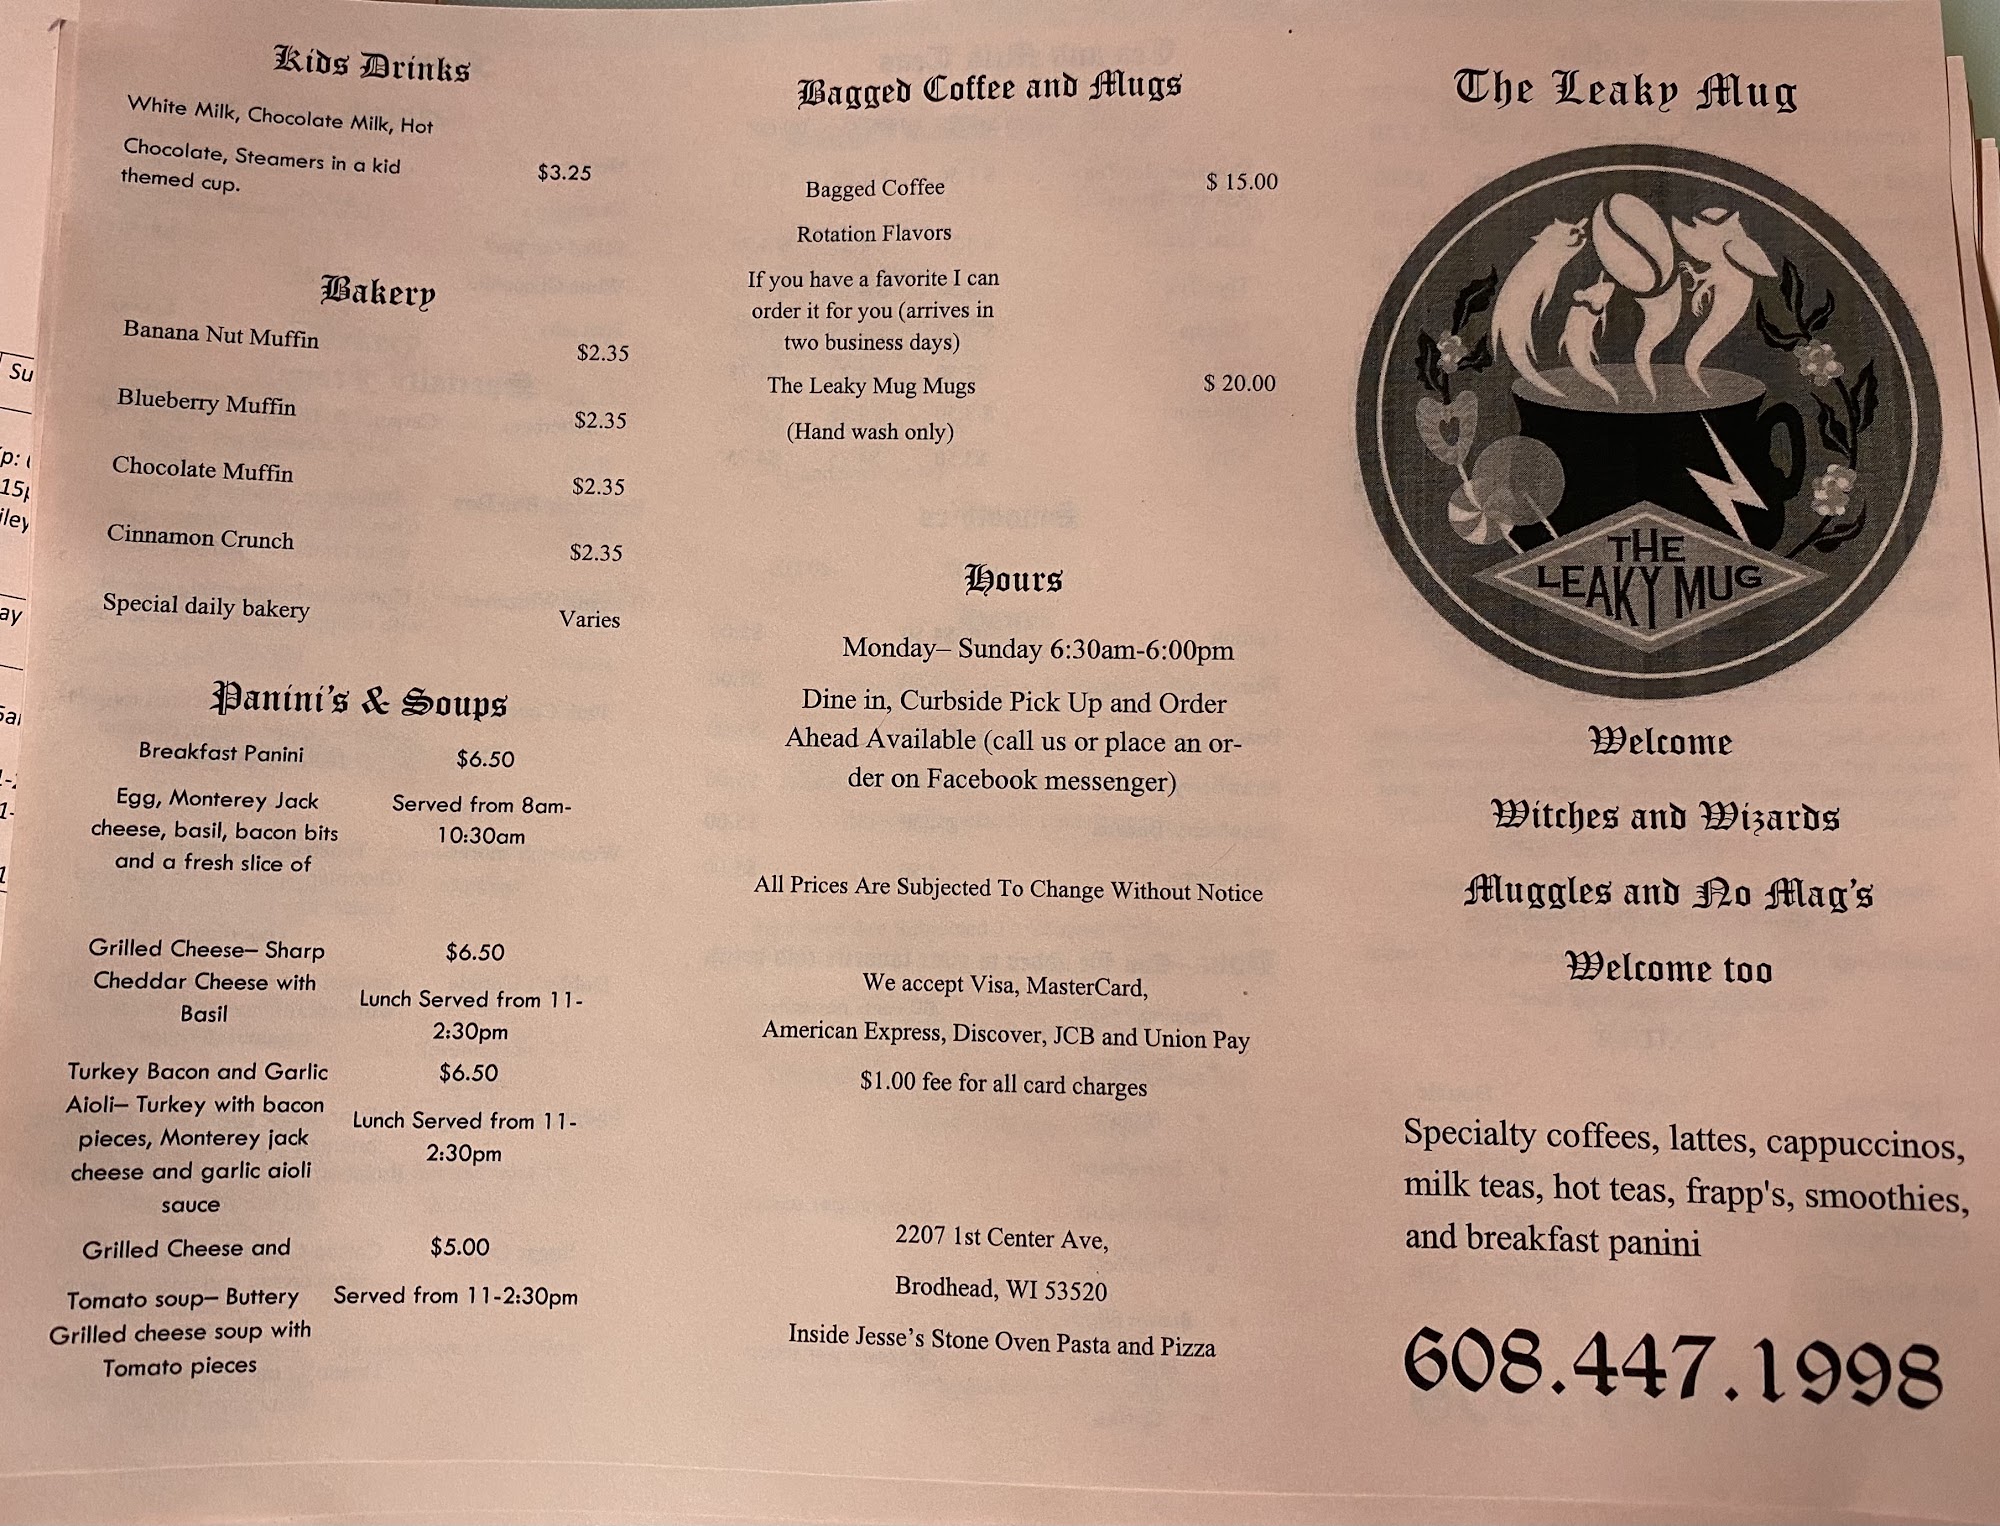 Kids Drinks
White Milk, Chocolate Milk, Hot
Chocolate, Steamers in a kid
themed cup.
$3.25
Bakery
Banana Nut Muffin $2.35
Blueberry Muffin $2.35
Chocolate Muffin $2.35
Cinnamon Crunch $2.35
Special daily bakery Varies
Panini's & Soups
Breakfast Panini $6.50
Egg, Monterey Jack
cheese, basil, bacon bits
and a fresh slice of
Served from 8am-
10:30am
Grilled Cheese– Sharp
Cheddar Cheese with
Basil
$6.50
Lunch Served from 11-
2:30pm
Turkey Bacon and Garlic
Aioli– Turkey with bacon
pieces, Monterey jack
cheese and garlic aioli
sauce
$6.50
Lunch Served from 11-
2:30pm
Grilled Cheese and
Tomato soup– Buttery
Grilled cheese soup with
Tomato pieces
$5.00
Served from 11-2:30pm
Bagged Coffee and Mugs
Bagged Coffee $ 15.00
Rotation Flavors
If you have a favorite I can
order it for you (arrives in
two business days)
The Leaky Mug Mugs $ 20.00
(Hand wash only)
Hours
Monday– Sunday 6:30am-6:00pm
Dine in, Curbside Pick Up and Order
Ahead Available (call us or place an or-
der on Facebook messenger)
All Prices Are Subjected To Change Without Notice
We accept Visa, MasterCard,
American Express, Discover, JCB and Union Pay
$1.00 fee for all card charges
2207 1st Center Ave,
Brodhead, WI 53520
Inside Jesse's Stone Oven Pasta and Pizza
The Leaky Mug
THE
LEAKY MUG
Welcome
Witches and Wizards
Muggles and No Mag's
Welcome too
Specialty coffees, lattes, cappuccinos,
milk teas, hot teas, frapp's, smoothies,
and breakfast panini
608.447.1998